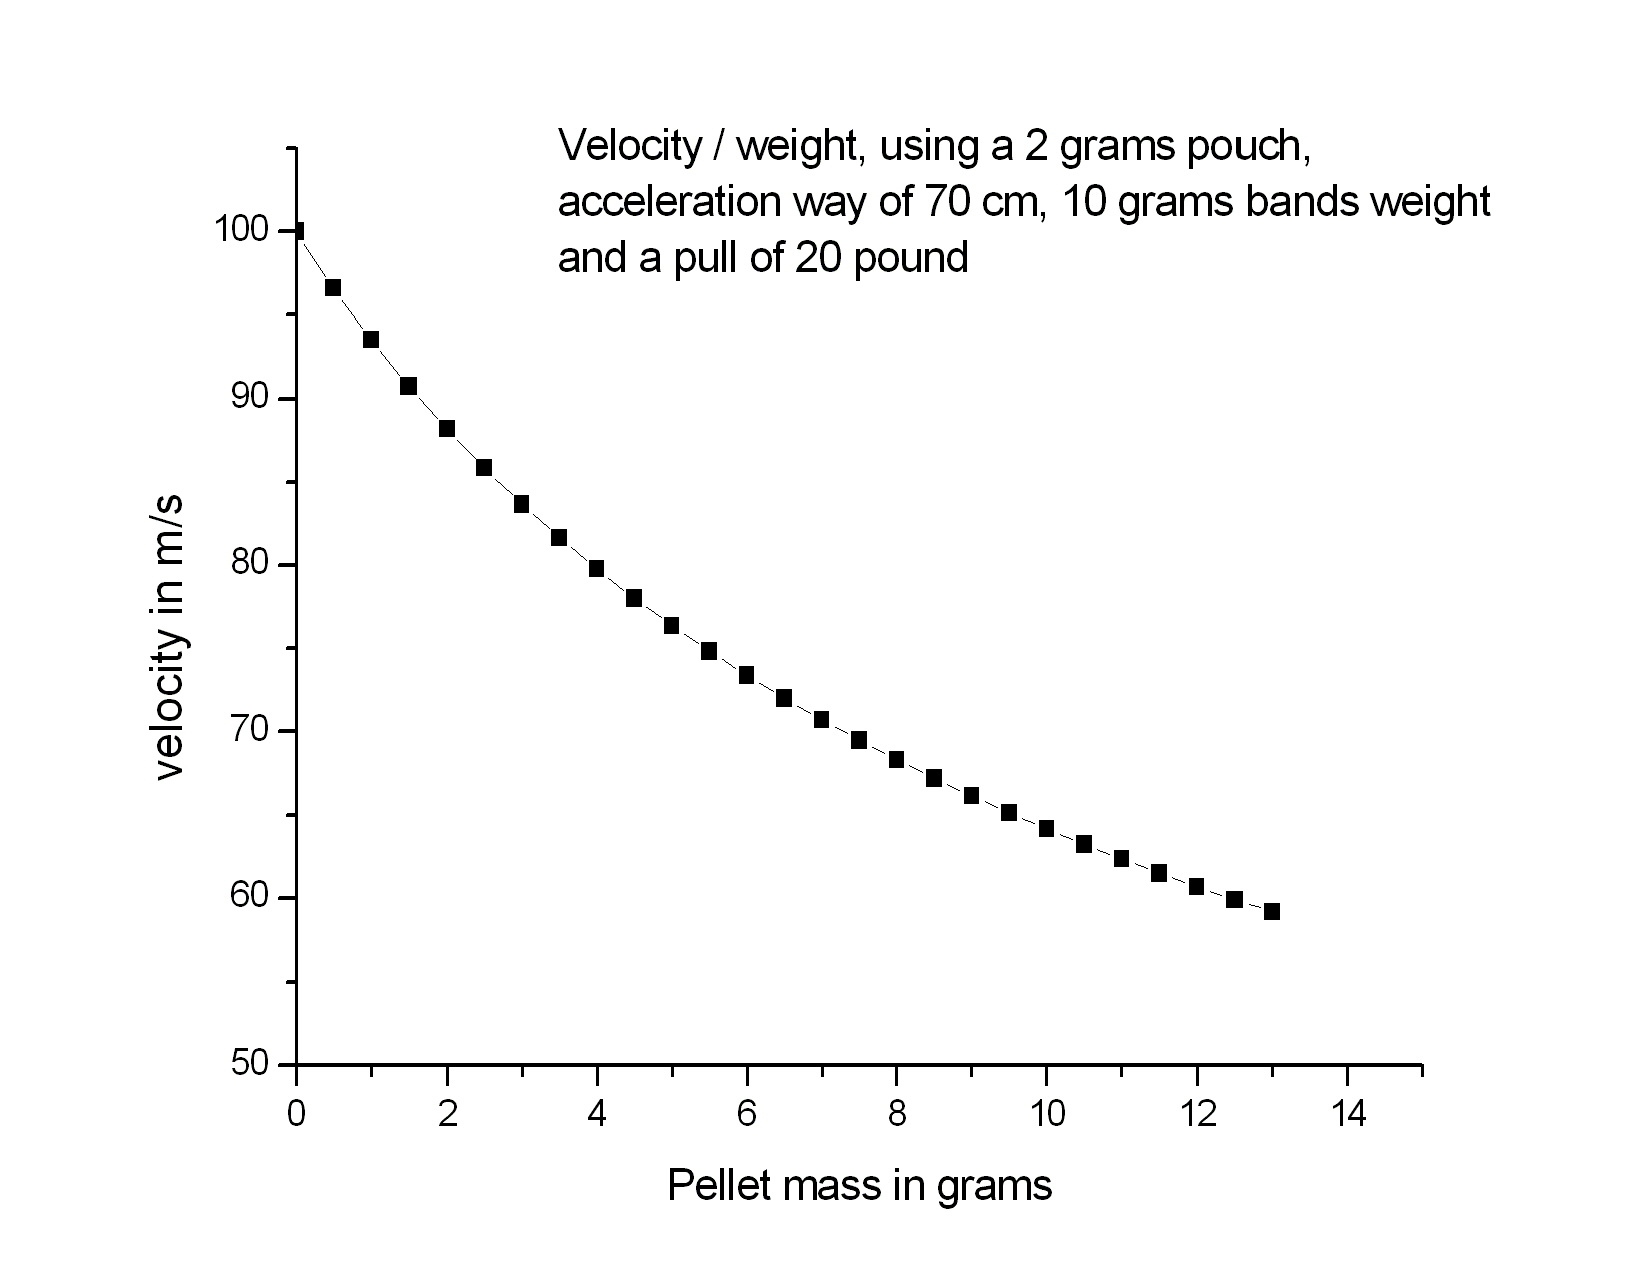 Velocity / weight, using a 2 grams pouch,
acceleration way of 70 cm, 10 grams bands weight
and a pull of 20 pound
100
90
80
70
60
50
velocity in m/s
0 2 4 6 8 10 12 14
Pellet mass in grams